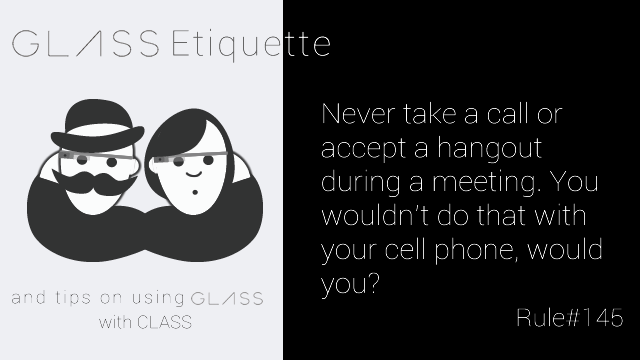 GLASS Etiquette
Never take a call or
accept a hangout
during a meeting. You
wouldn't do that with
your cell phone, would
you?
Rule#145
and tips on using GLASS
with CLASS